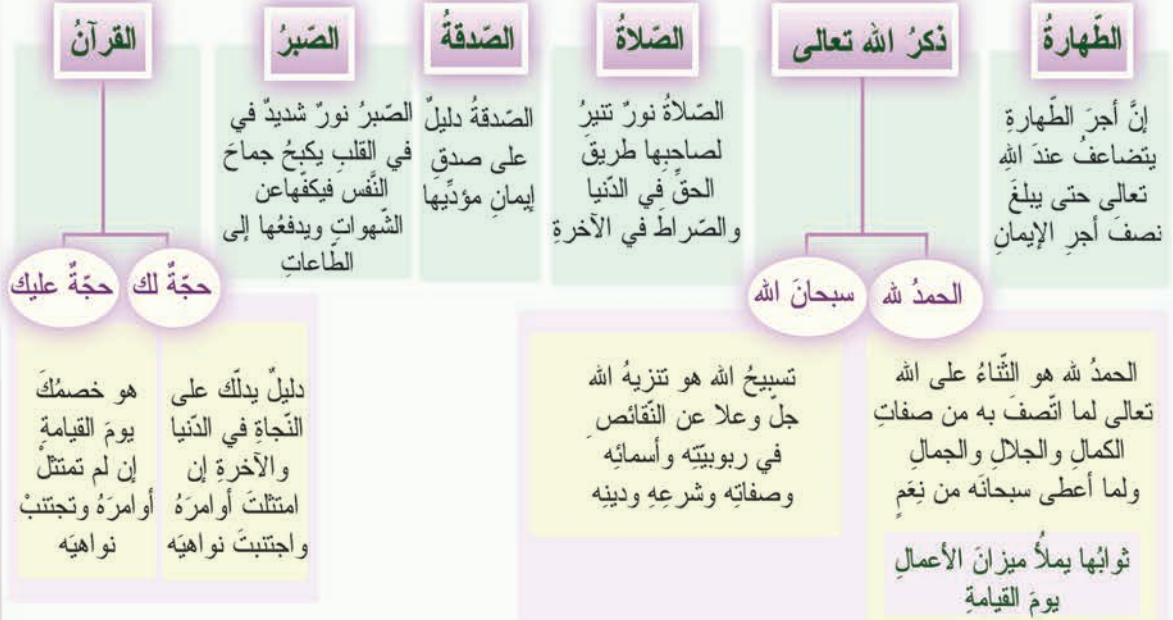 الطّهارةُ
إنَّ أجرَ الطّهارةِ
يتضاعفُ عندَ اللهِ
تعالى حتى يبلغَ
نصفَ أجرِ الإيمانِ
ذكرُ الله تعالى
الحمدُ لله
الحمدُ لله هو الثّناءُ على الله
تعالى لما اتّصفَ به من صفاتِ
الكمالِ والجلالِ والجمالِ
ولما أعطى سبحانَه من نِعَمٍ
ثوابُها يملأُ ميزانَ الأعمالِ
يومَ القيامةِ
سبحانَ الله
تسبيحُ الله هو تنزيهُ الله
جلّ وعلا عن النّقائصِ
في ربوبيّتِه وأسمائِه
وصفاتِه وشرعِهِ ودينِه
الصّلاةُ
الصّلاةُ نورٌ تنيرُ
لصاحبِها طريقَ
الحقِّ في الدّنيا
والصّراطَ في الآخرةِ
الصّدقةُ
الصّدقةُ دليلٌ
على صدقِ
إيمانِ مؤدِّيها
الصّبرُ
الصّبرُ نورٌ شديدٌ في
في القلبِ يكبحُ جماحَ
النَّفس فيكفّهاعن
الشّهواتِ ويدفعُها إلى
الطّاعاتِ
القرآنُ
حجّةٌ لك
دليلٌ يدلّك على
النّجاةِ في الدّنيا
والآخرةِ إن
امتثلتَ أوامرَهُ
واجتنبتَ نواهيَه
حجّةٌ عليك
هو خصمُكَ
يومَ القيامةِ
إن لم تمتثلْ
أوامرَهُ وتجتنبْ
نواهيَه